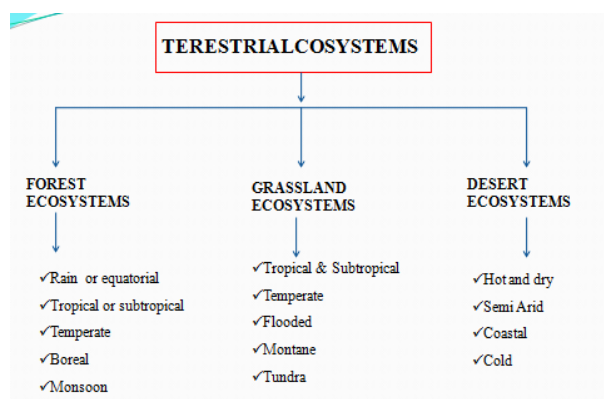 TERESTRIALCOSYSTEMS
FOREST
ECOSYSTEMS
✓Rain or equatorial
✓Tropical or subtropical
✓Temperate
✓Boreal
✓Monsoon
GRASSLAND
ECOSYSTEMS
✓Tropical & Subtropical
✓Temperate
✓Flooded
✓Montane
✓Tundra
DESERT
ECOSYSTEMS
✓Hot and dry
✓Semi Arid
✓Coastal
✓Cold